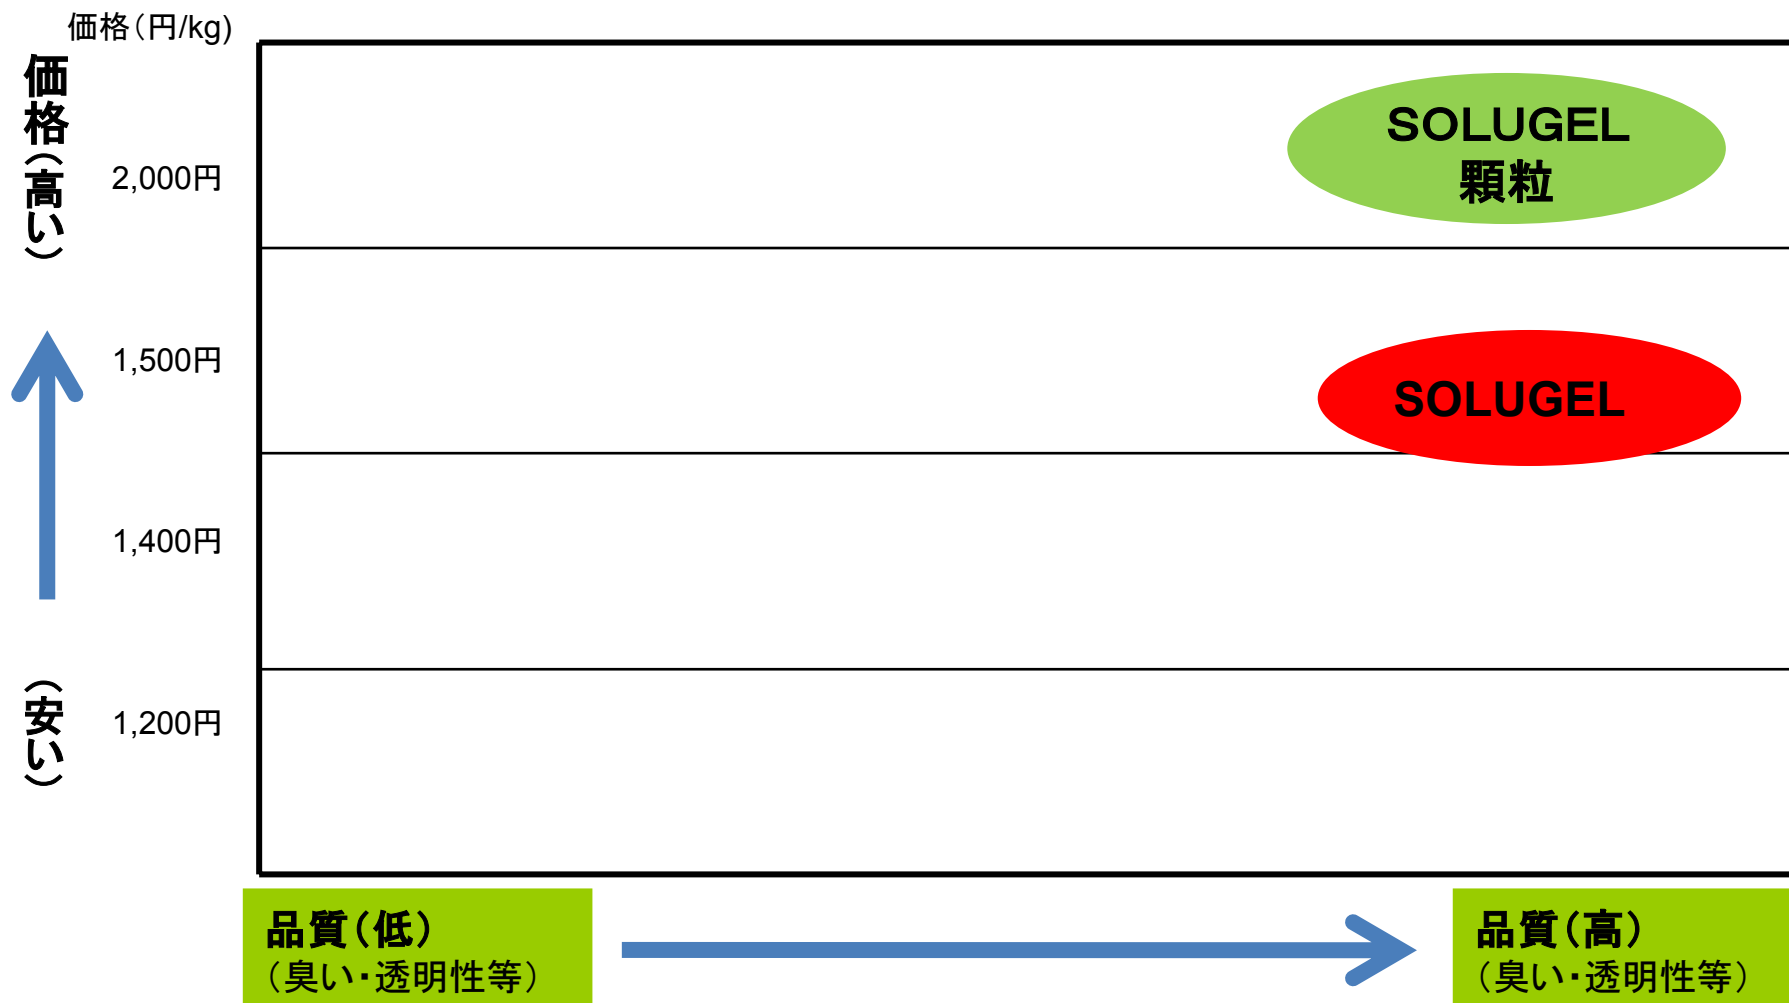 価格（円/kg)
価格（高い）
2,000円
1,500円
1,400円
1,200円
（安い）
SOLUGEL
顆粒
SOLUGEL
品質（低）
（臭い・透明性等）
品質（高）
（臭い・透明性等）